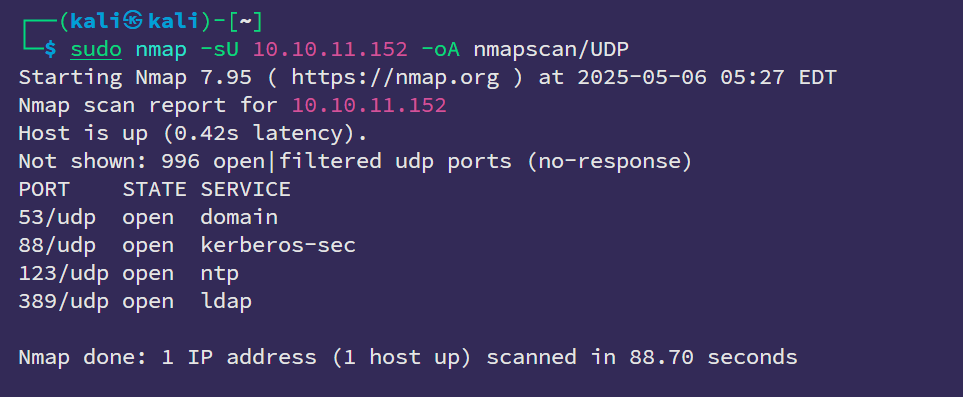 ┌──(kali㉿kali)-[~]
└─$ sudo nmap -sU 10.10.11.152 -oA nmapscan/UDP
Starting Nmap 7.95 ( https://nmap.org ) at 2025-05-06 05:27 EDT
Nmap scan report for 10.10.11.152
Host is up (0.42s latency).
Not shown: 996 open|filtered udp ports (no-response)
PORT    STATE SERVICE
53/udp  open  domain
88/udp  open  kerberos-sec
123/udp open  ntp
389/udp open  ldap
Nmap done: 1 IP address (1 host up) scanned in 88.70 seconds